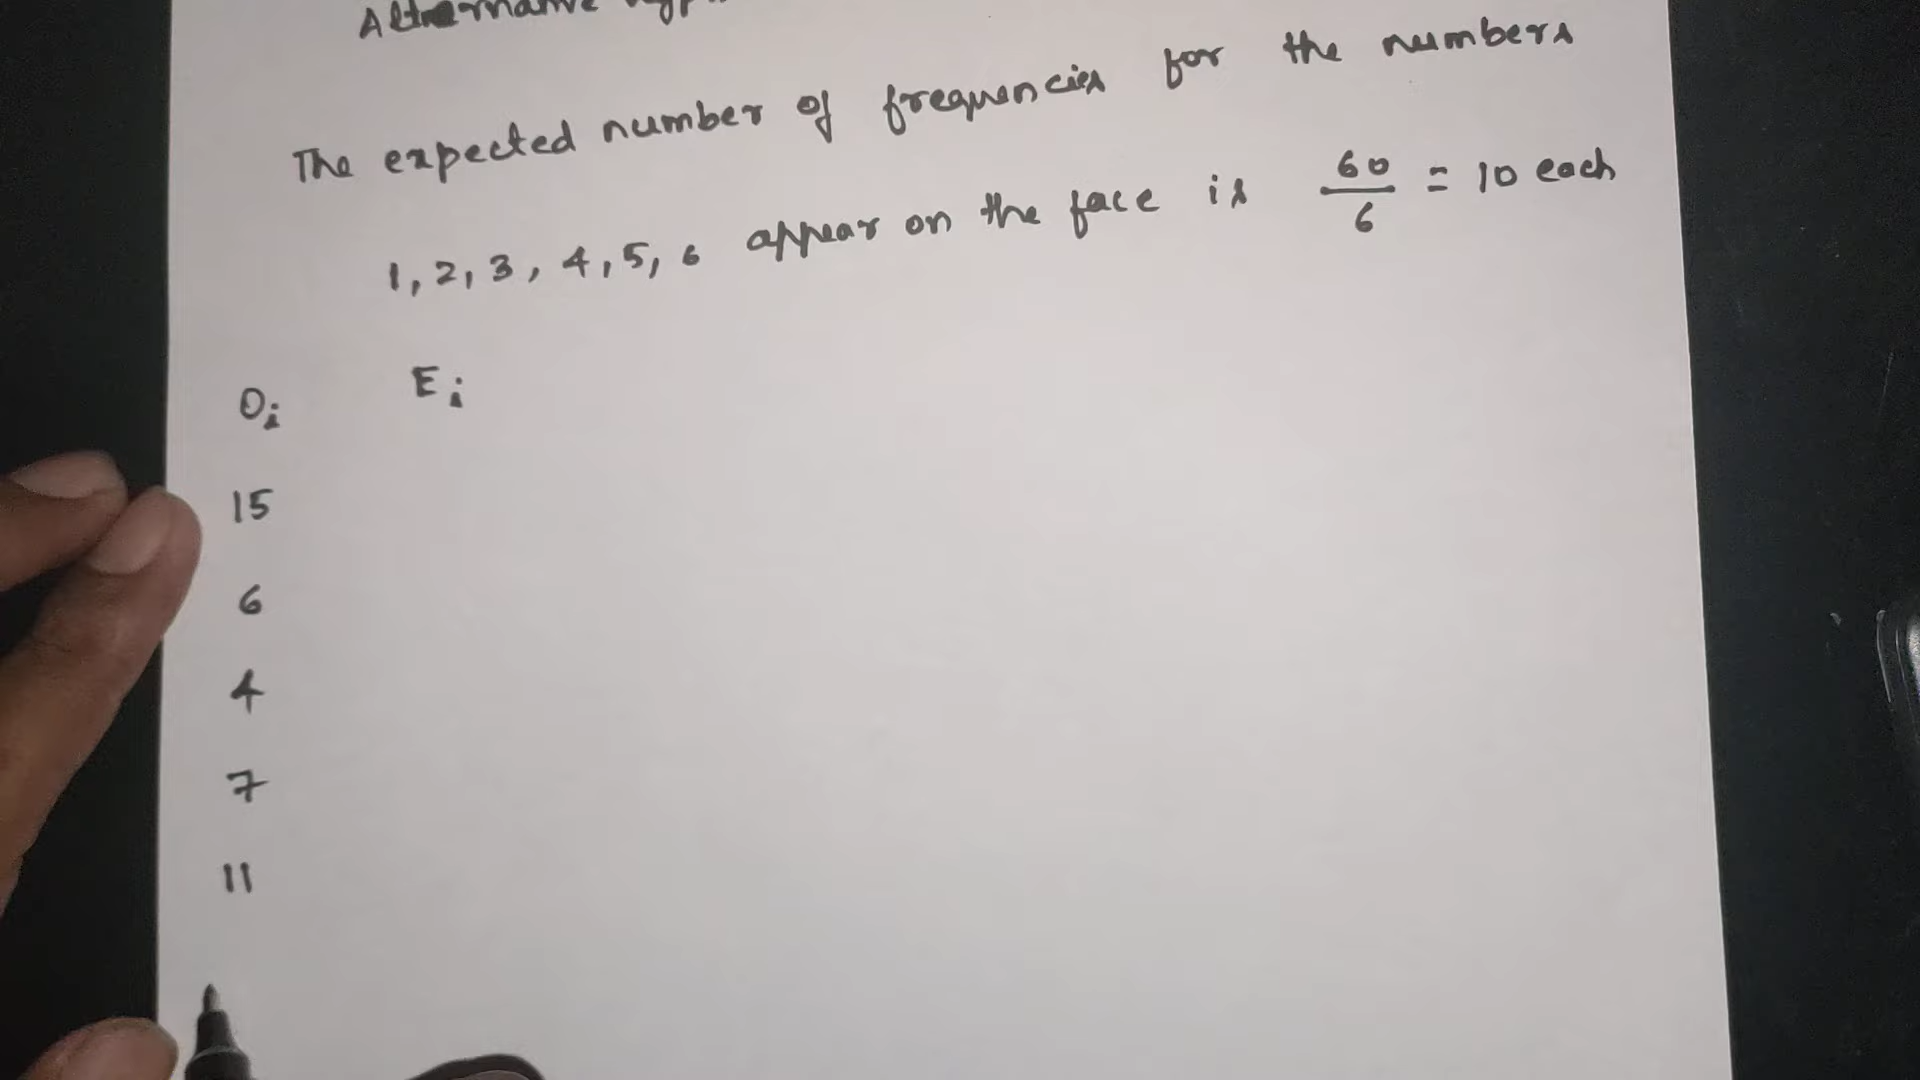 The expected number of frequencies for the numbers
1, 2, 3, 4, 5, 6 appear on the face is 60/6 = 10 each
Oi Ei
15
6
4
7
11